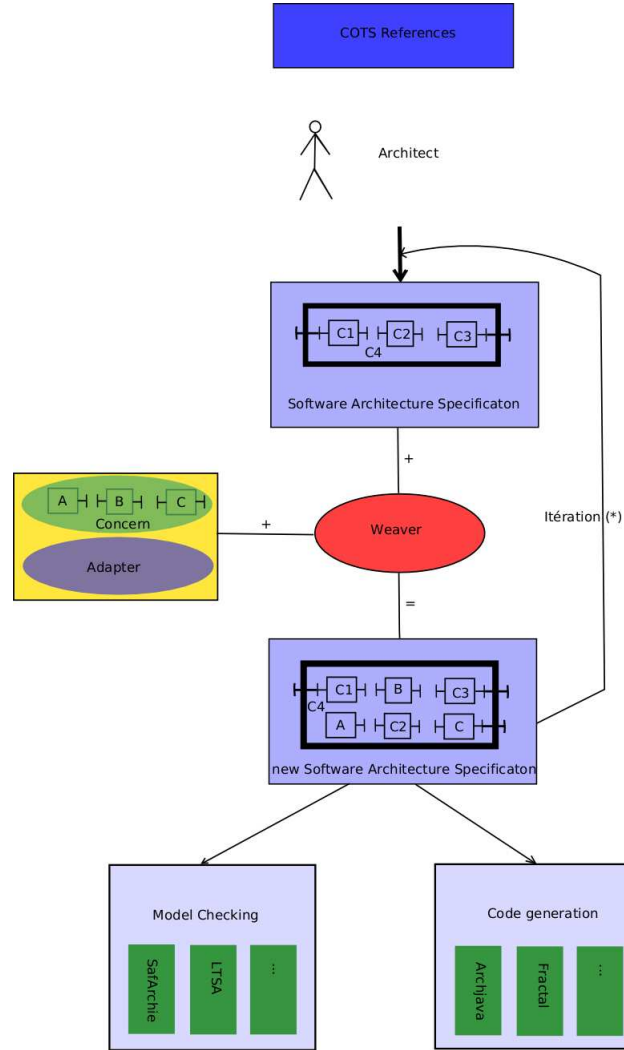 COTS References
Architect
C1 C2 C3
C4
Software Architecture Specificaton
+
A B C
Concern
+
Weaver
Itération (*)
Adapter
=
C1 B C3
C4
A C2 C
new Software Architecture Specificaton
Model Checking
SafArchie
LTSA
...
Code generation
Archjava
Fractal
...